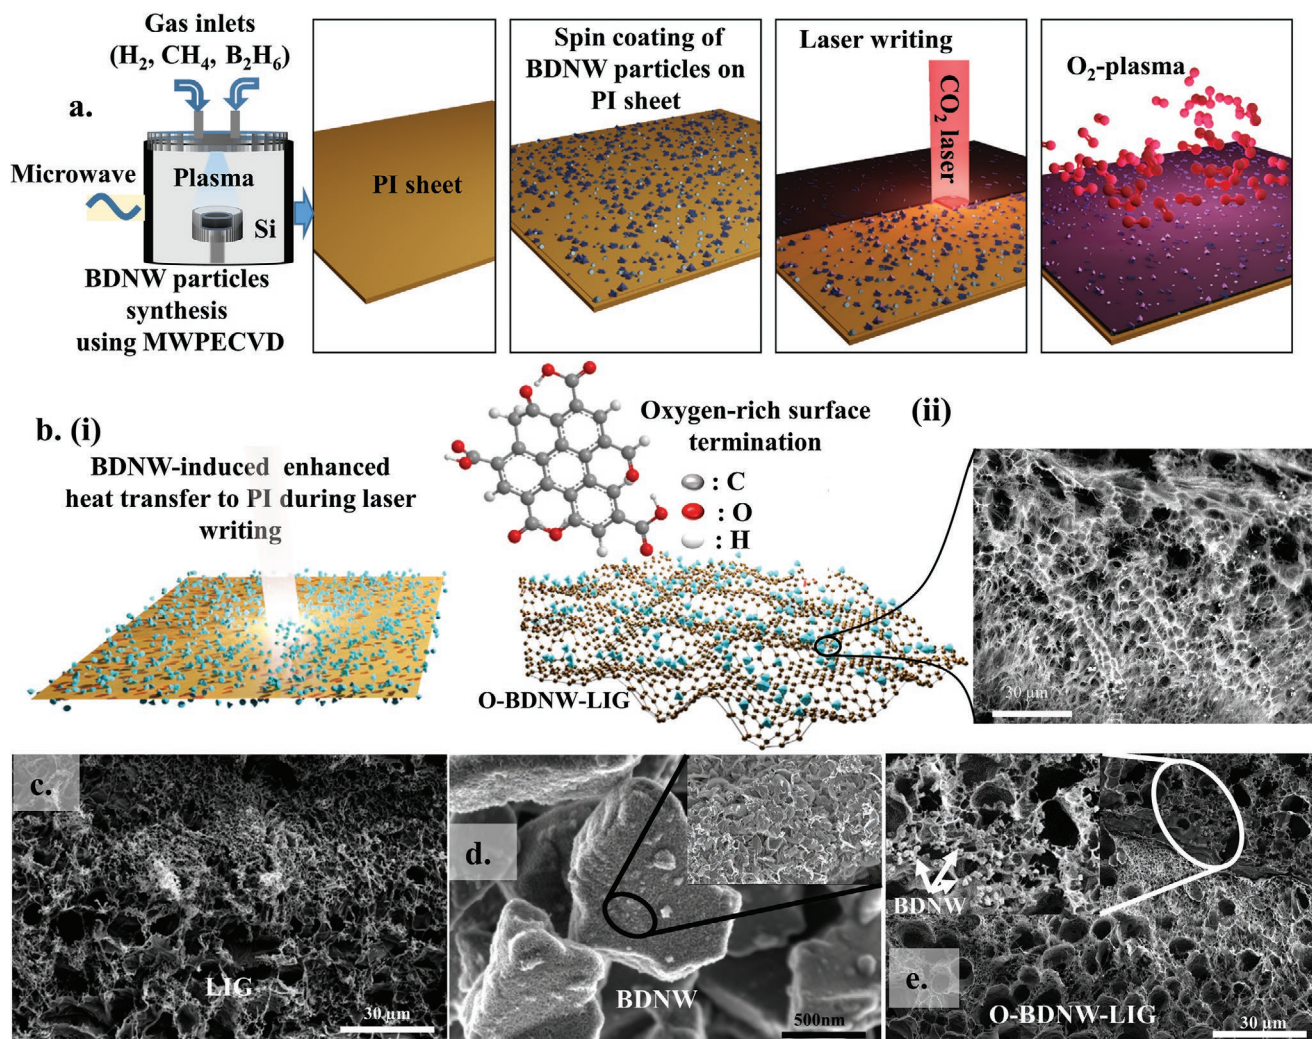 a.
Gas inlets
(H₂, CH₄, B₂H₆)
Microwave
Plasma
Si
BDNW particles
synthesis
using MWPECVD
PI sheet
Spin coating of
BDNW particles on
PI sheet
Laser writing
CO₂ laser
O₂-plasma
b. (i)
BDNW-induced enhanced
heat transfer to PI during laser
writing
Oxygen-rich surface
termination
: C
: O
: H
O-BDNW-LIG
(ii)
30 μm
c.
LIG
30 μm
d.
BDNW
500nm
BDNW
e.
O-BDNW-LIG
30 μm